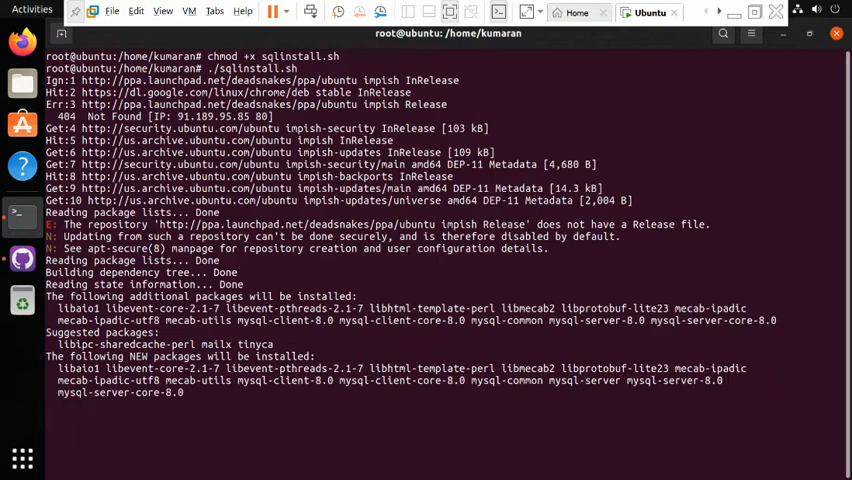 Activities
File Edit View VM Tabs Help
Home
Ubuntu
root@ubuntu: /home/kumaran
root@ubuntu:/home/kumaran# chmod +x sqlinstall.sh
root@ubuntu:/home/kumaran# ./sqlinstall.sh
Ign:1 http://ppa.launchpad.net/deadsnakes/ppa/ubuntu impish InRelease
Hit:2 https://dl.google.com/linux/chrome/deb stable InRelease
Err:3 http://ppa.launchpad.net/deadsnakes/ppa/ubuntu impish Release
404  Not Found [IP: 91.189.95.85 80]
Get:4 http://security.ubuntu.com/ubuntu impish-security InRelease [103 kB]
Hit:5 http://us.archive.ubuntu.com/ubuntu impish InRelease
Get:6 http://us.archive.ubuntu.com/ubuntu impish-updates InRelease [109 kB]
Get:7 http://security.ubuntu.com/ubuntu impish-security/main amd64 DEP-11 Metadata [4,680 B]
Hit:8 http://us.archive.ubuntu.com/ubuntu impish-backports InRelease
Get:9 http://us.archive.ubuntu.com/ubuntu impish-updates/main amd64 DEP-11 Metadata [14.3 kB]
Get:10 http://us.archive.ubuntu.com/ubuntu impish-updates/universe amd64 DEP-11 Metadata [2,004 B]
Reading package lists... Done
E: The repository 'http://ppa.launchpad.net/deadsnakes/ppa/ubuntu impish Release' does not have a Release file.
N: Updating from such a repository can't be done securely, and is therefore disabled by default.
N: See apt-secure(8) manpage for repository creation and user configuration details.
Reading package lists... Done
Building dependency tree... Done
Reading state information... Done
The following additional packages will be installed:
libaio1 libevent-core-2.1-7 libevent-pthreads-2.1-7 libhtml-template-perl libmecab2 libprotobuf-lite23 mecab-ipadic
mecab-ipadic-utf8 mecab-utils mysql-client-8.0 mysql-client-core-8.0 mysql-common mysql-server-8.0 mysql-server-core-8.0
Suggested packages:
libipc-sharedcache-perl mailx tinyca
The following NEW packages will be installed:
libaio1 libevent-core-2.1-7 libevent-pthreads-2.1-7 libhtml-template-perl libmecab2 libprotobuf-lite23 mecab-ipadic
mecab-ipadic-utf8 mecab-utils mysql-client-8.0 mysql-client-core-8.0 mysql-common mysql-server mysql-server-8.0
mysql-server-core-8.0